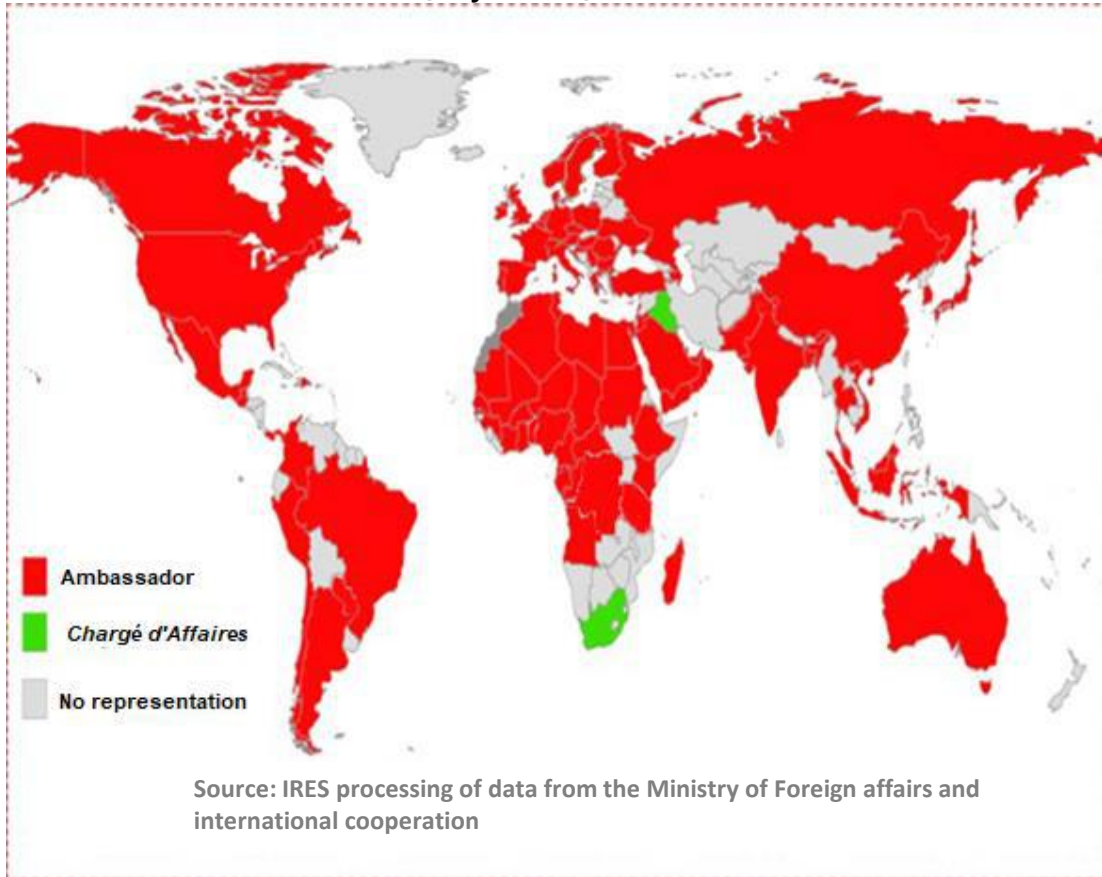 Ambassador
Chargé d'Affaires
No representation
Source: IRES processing of data from the Ministry of Foreign affairs and
international cooperation